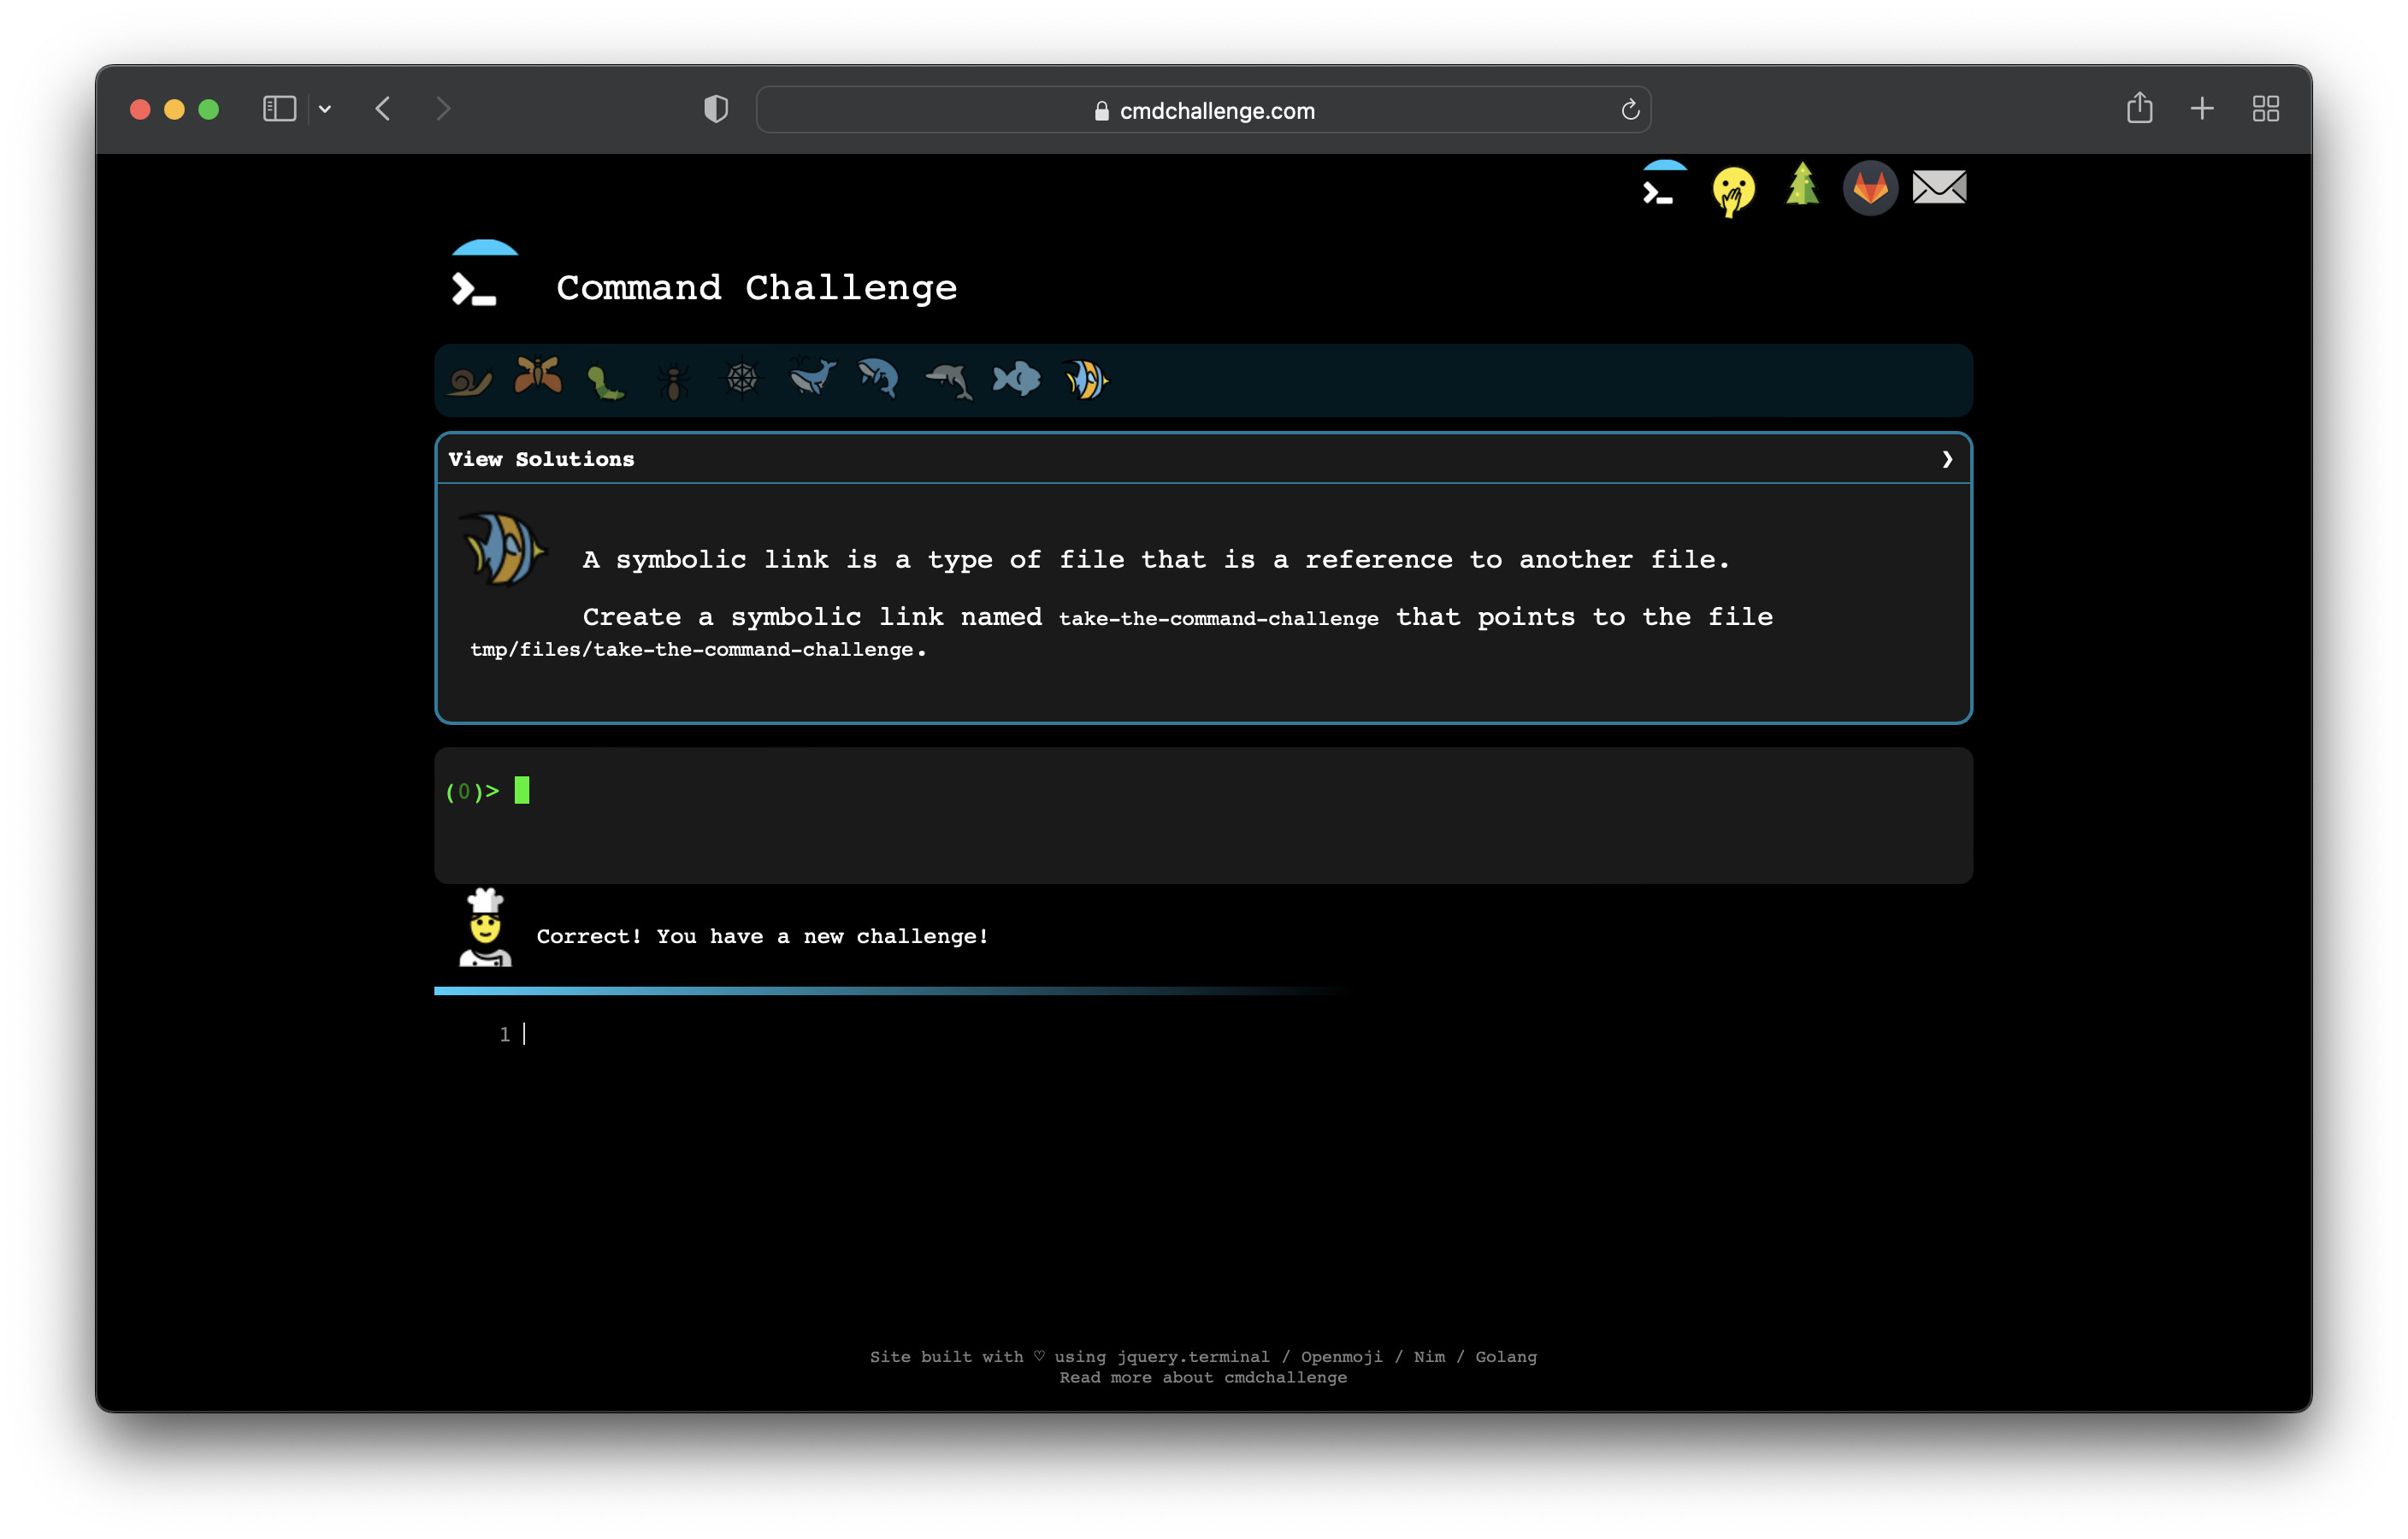 cmdchallenge.com
Command Challenge
View Solutions
A symbolic link is a type of file that is a reference to another file.
Create a symbolic link named take-the-command-challenge that points to the file
tmp/files/take-the-command-challenge.
(0)>
Correct! You have a new challenge!
1
Site built with ♡ using jquery.terminal / Openmoji / Nim / Golang
Read more about cmdchallenge